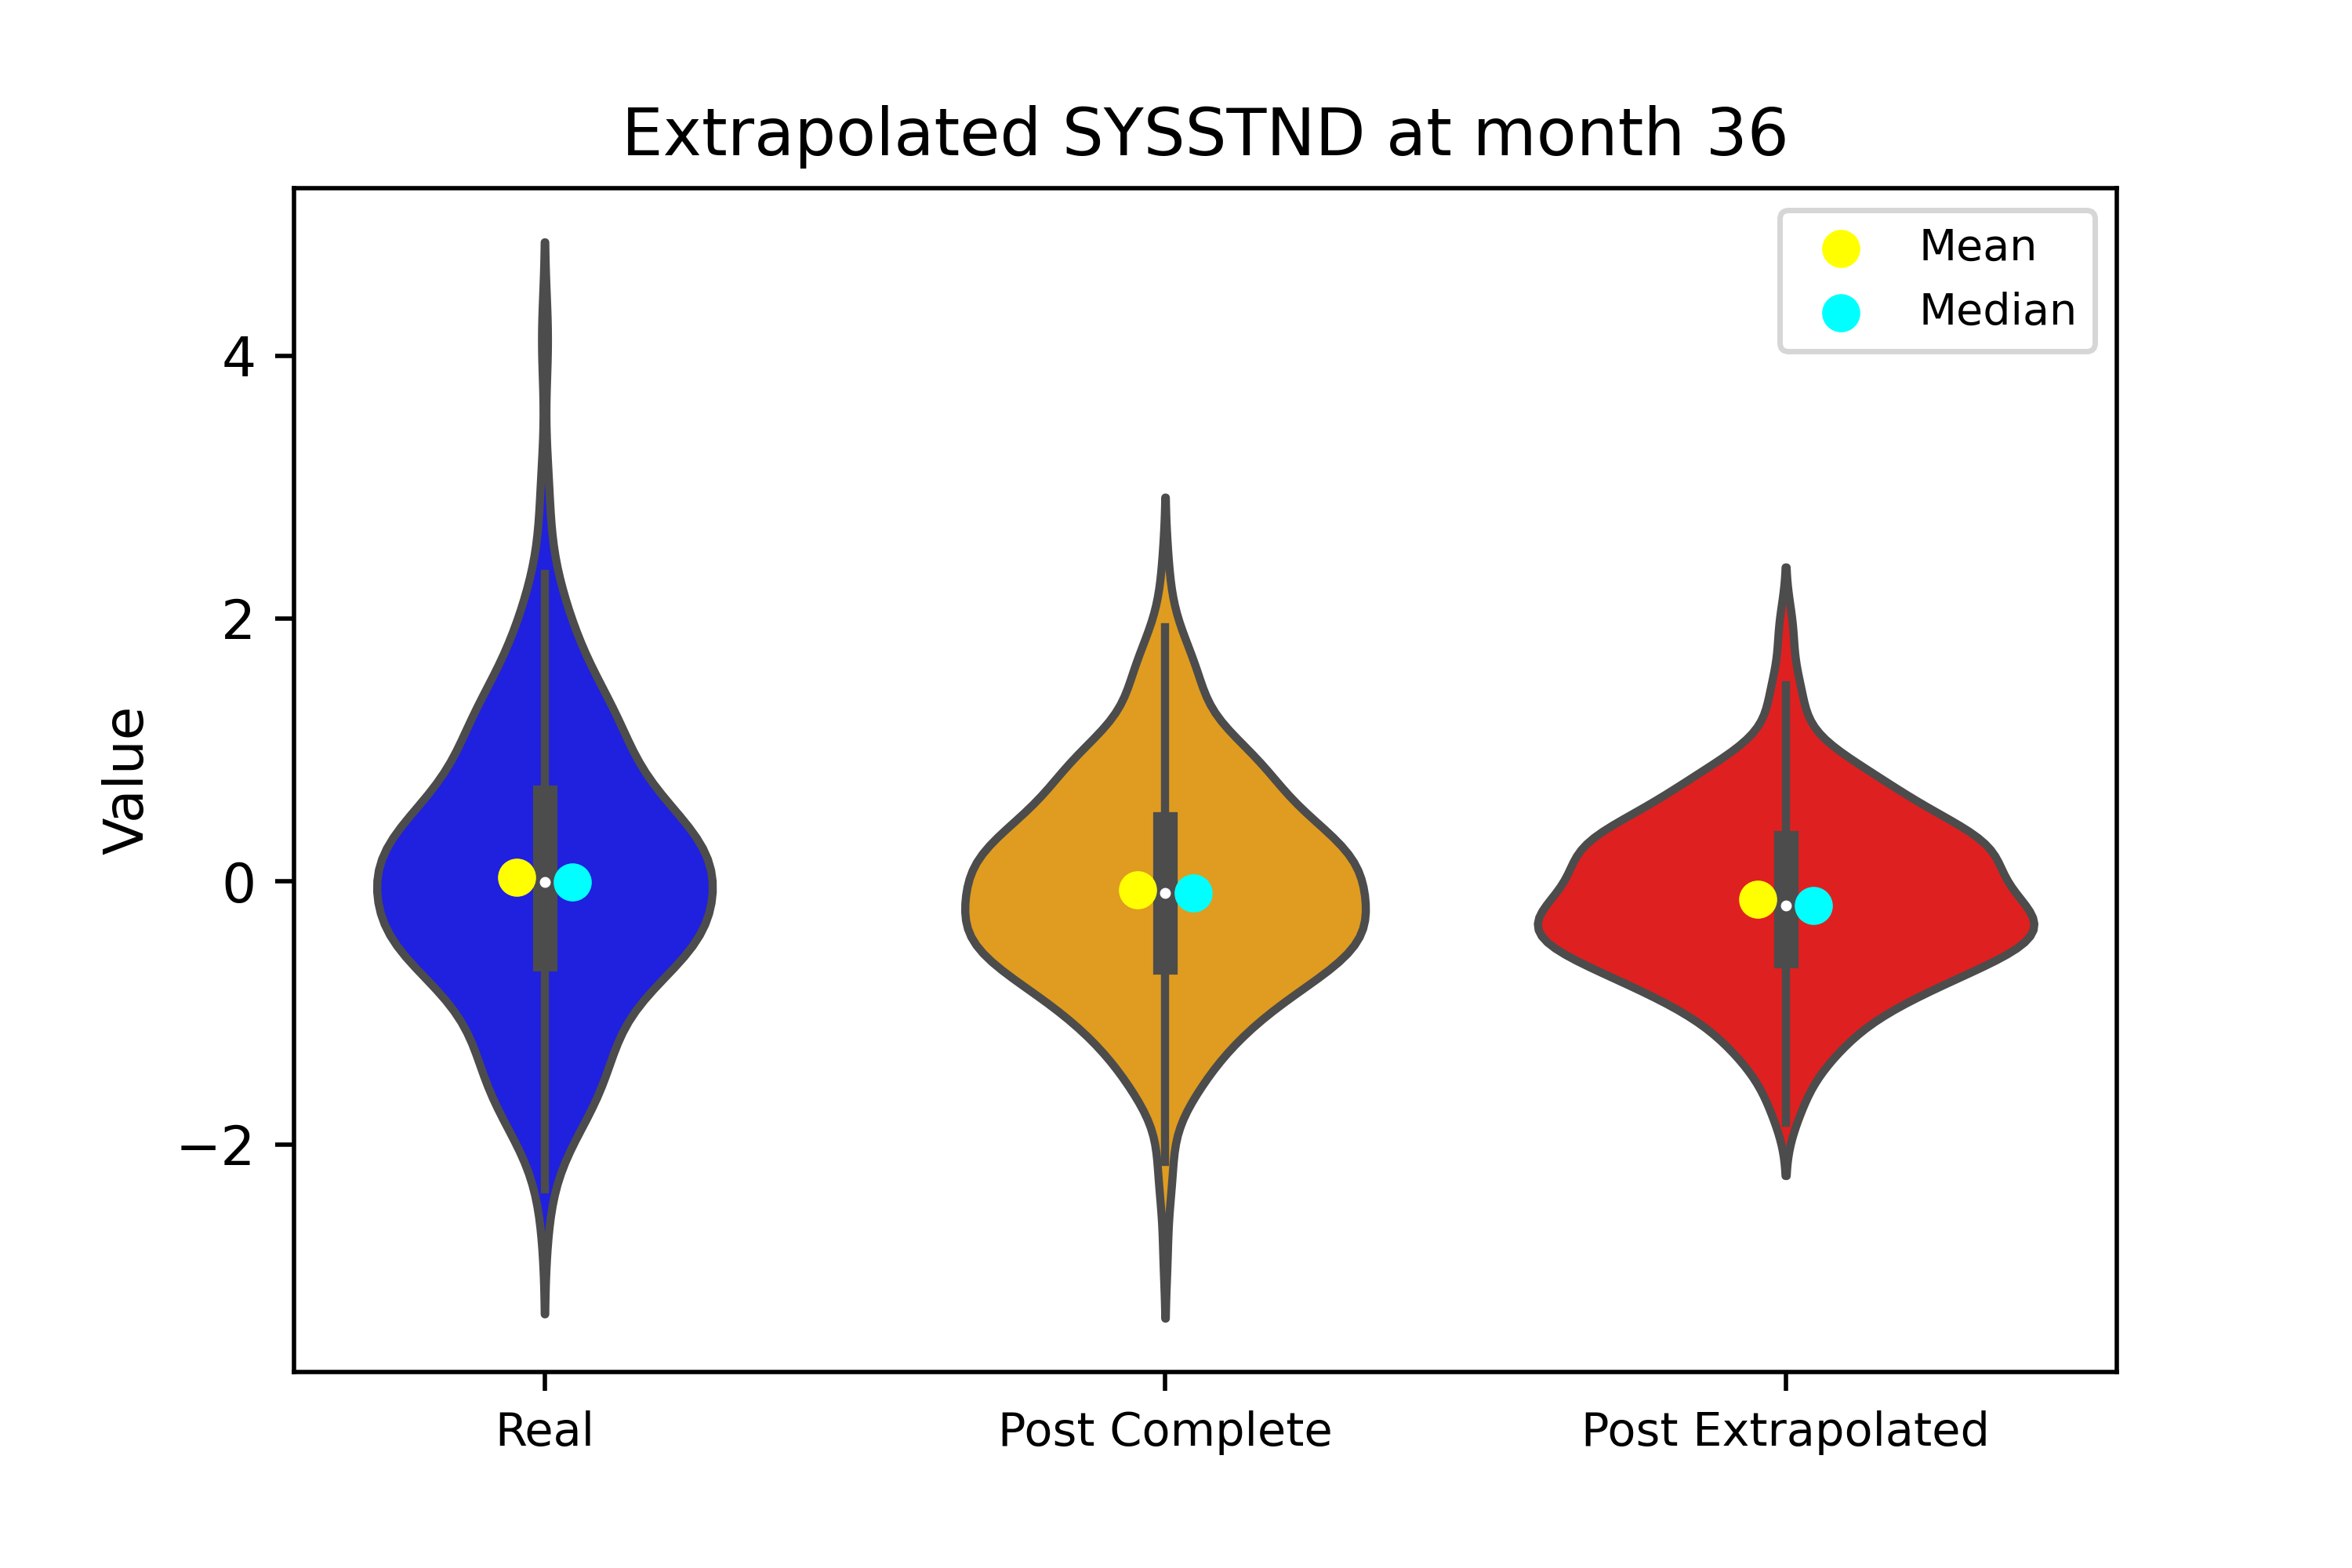 Extrapolated SYSSTND at month 36
Mean
Median
4
2
0
−2
Value
Real
Post Complete
Post Extrapolated